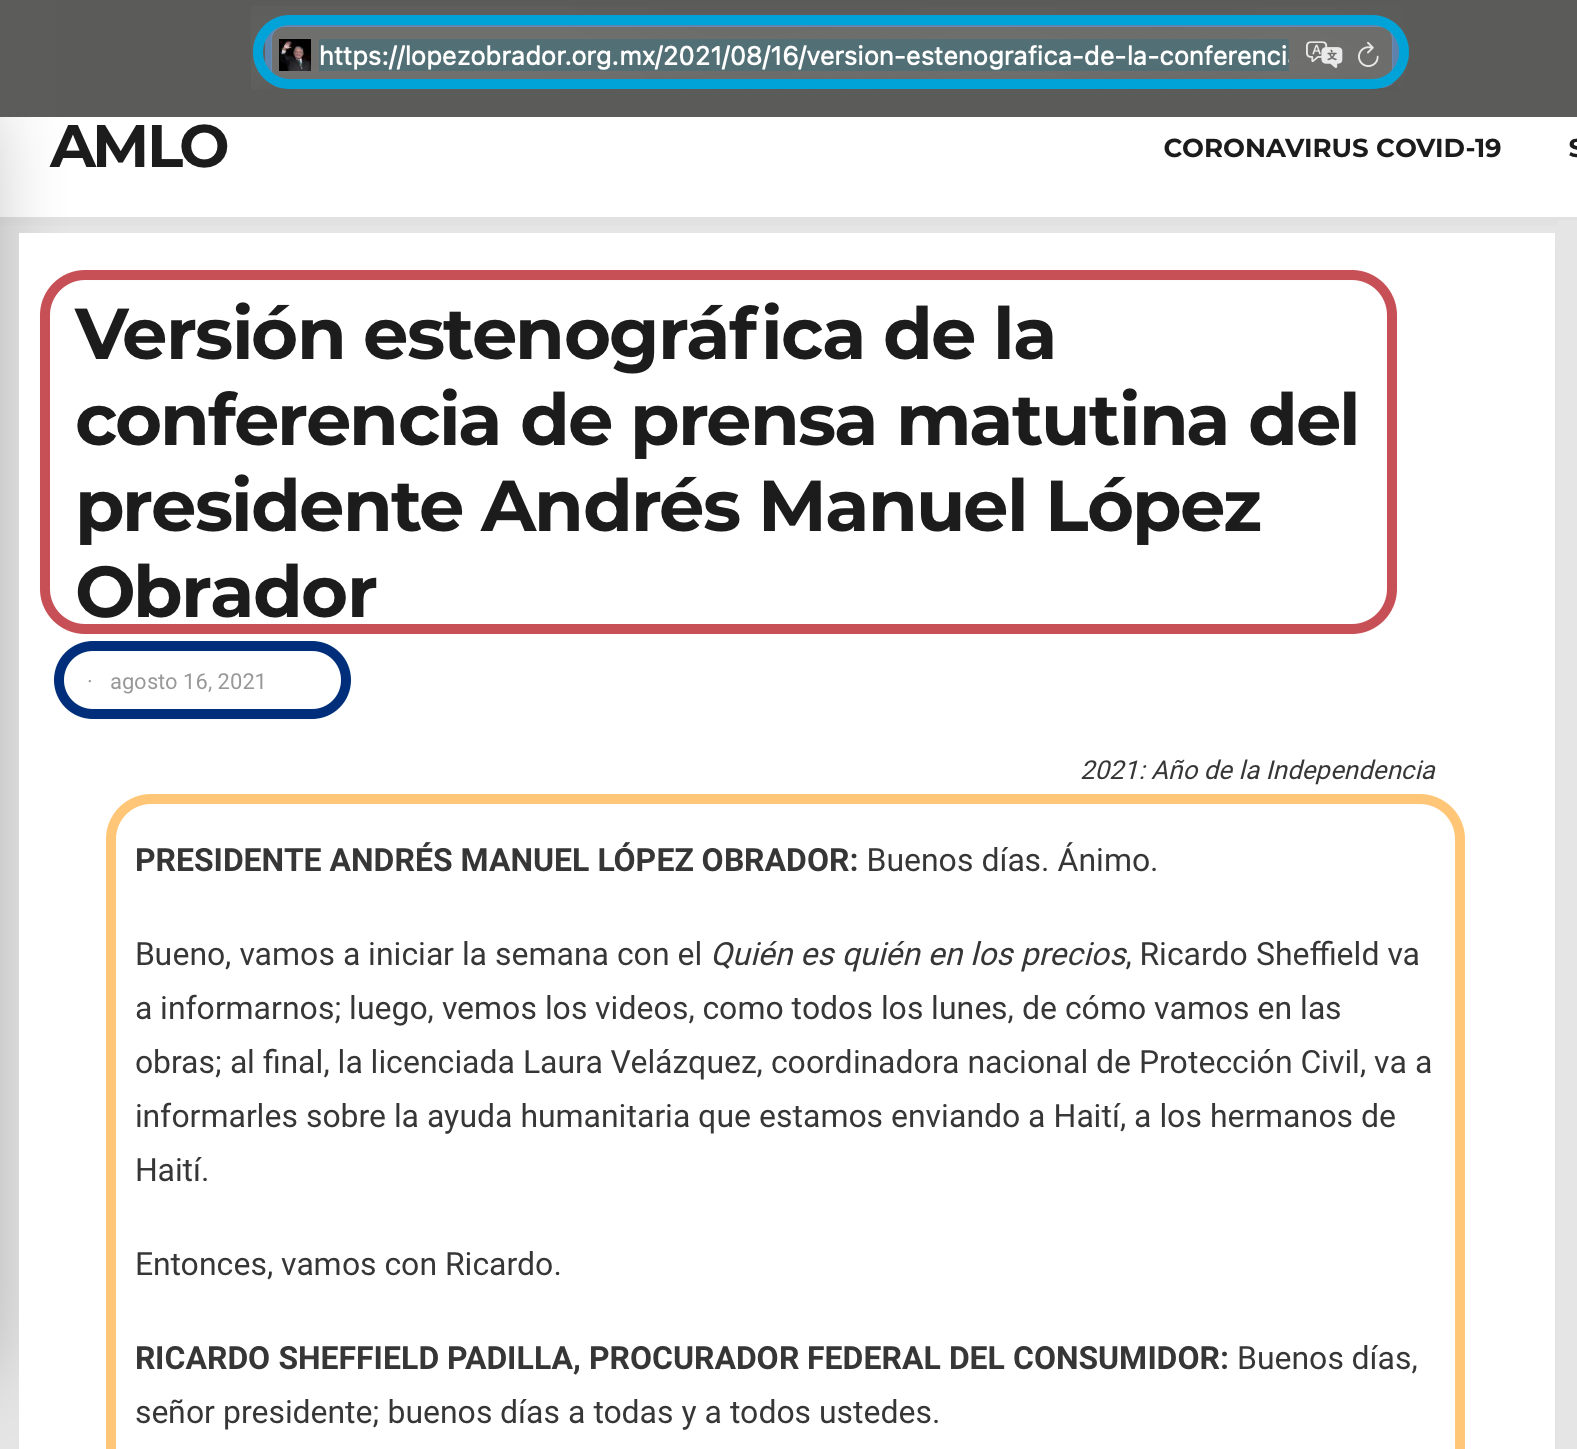 https://lopezobrador.org.mx/2021/08/16/version-estenografica-de-la-conferenci
AMLO
CORONAVIRUS COVID-19
Versión estenográfica de la
conferencia de prensa matutina del
presidente Andrés Manuel López
Obrador
· agosto 16, 2021
2021: Año de la Independencia
PRESIDENTE ANDRÉS MANUEL LÓPEZ OBRADOR: Buenos días. Ánimo.
Bueno, vamos a iniciar la semana con el Quién es quién en los precios, Ricardo Sheffield va
a informarnos; luego, vemos los videos, como todos los lunes, de cómo vamos en las
obras; al final, la licenciada Laura Velázquez, coordinadora nacional de Protección Civil, va a
informarles sobre la ayuda humanitaria que estamos enviando a Haití, a los hermanos de
Haití.
Entonces, vamos con Ricardo.
RICARDO SHEFFIELD PADILLA, PROCURADOR FEDERAL DEL CONSUMIDOR: Buenos días,
señor presidente; buenos días a todas y a todos ustedes.